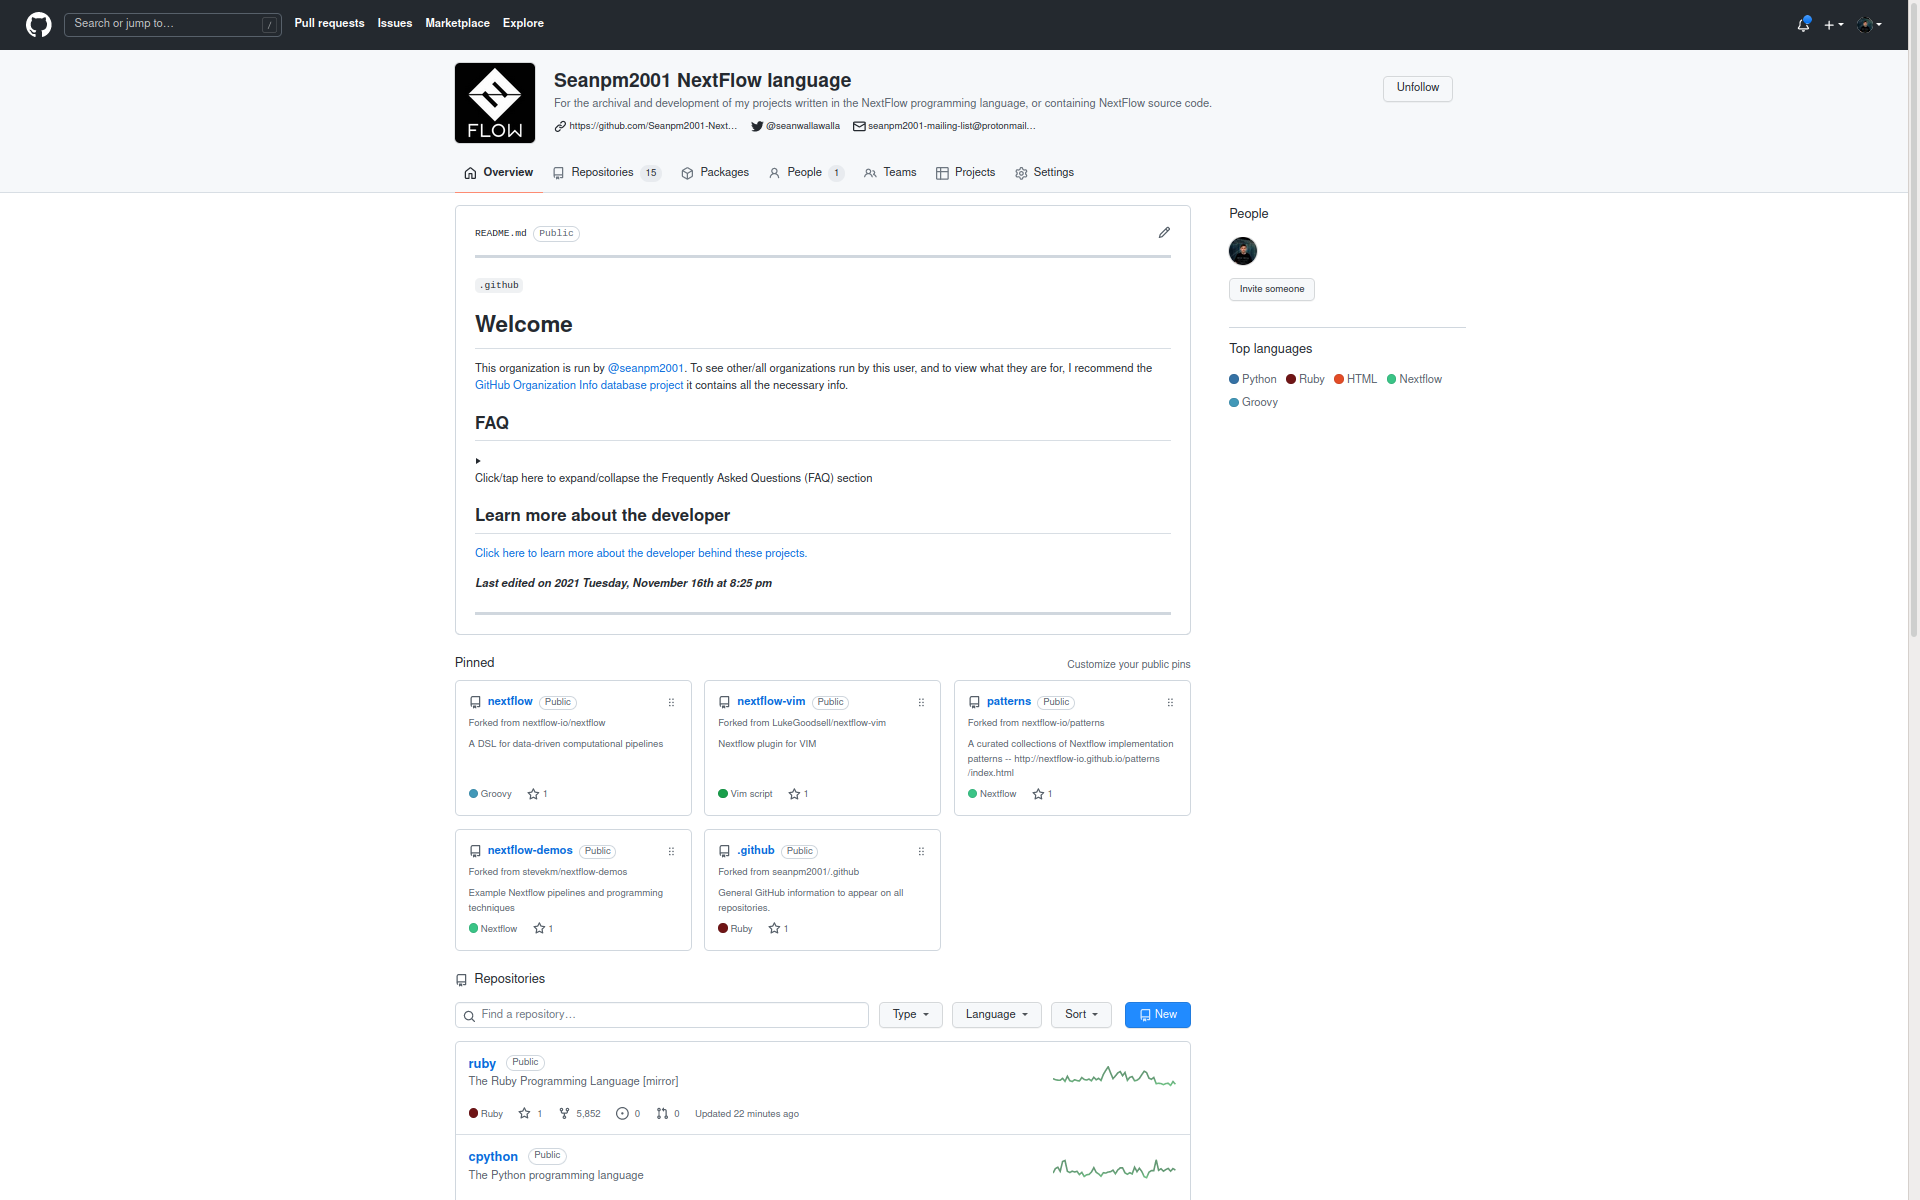 Search or jump to...
/
Pull requests
Issues
Marketplace
Explore
FLOW
Seanpm2001 NextFlow language
For the archival and development of my projects written in the NextFlow programming language, or containing NextFlow source code.
https://github.com/Seanpm2001-Next...
@seanwallawalla
seanpm2001-mailing-list@protonmail...
Unfollow
Overview
Repositories 15
Packages
People 1
Teams
Projects
Settings
README.md Public
.github
Welcome
This organization is run by @seanpm2001. To see other/all organizations run by this user, and to view what they are for, I recommend the
GitHub Organization Info database project it contains all the necessary info.
FAQ
Click/tap here to expand/collapse the Frequently Asked Questions (FAQ) section
Learn more about the developer
Click here to learn more about the developer behind these projects.
Last edited on 2021 Tuesday, November 16th at 8:25 pm
People
Invite someone
Top languages
Python Ruby HTML Nextflow
Groovy
Pinned
Customize your public pins
nextflow Public
Forked from nextflow-io/nextflow
A DSL for data-driven computational pipelines
Groovy 1
nextflow-vim Public
Forked from LukeGoodsell/nextflow-vim
Nextflow plugin for VIM
Vim script 1
patterns Public
Forked from nextflow-io/patterns
A curated collections of Nextflow implementation
patterns -- http://nextflow-io.github.io/patterns
/index.html
Nextflow 1
nextflow-demos Public
Forked from stevekm/nextflow-demos
Example Nextflow pipelines and programming
techniques
Nextflow 1
.github Public
Forked from seanpm2001/.github
General GitHub information to appear on all
repositories.
Ruby 1
Repositories
Find a repository...
Type
Language
Sort
New
ruby Public
The Ruby Programming Language [mirror]
Ruby 1 5,852 0 0 Updated 22 minutes ago
cpython Public
The Python programming language